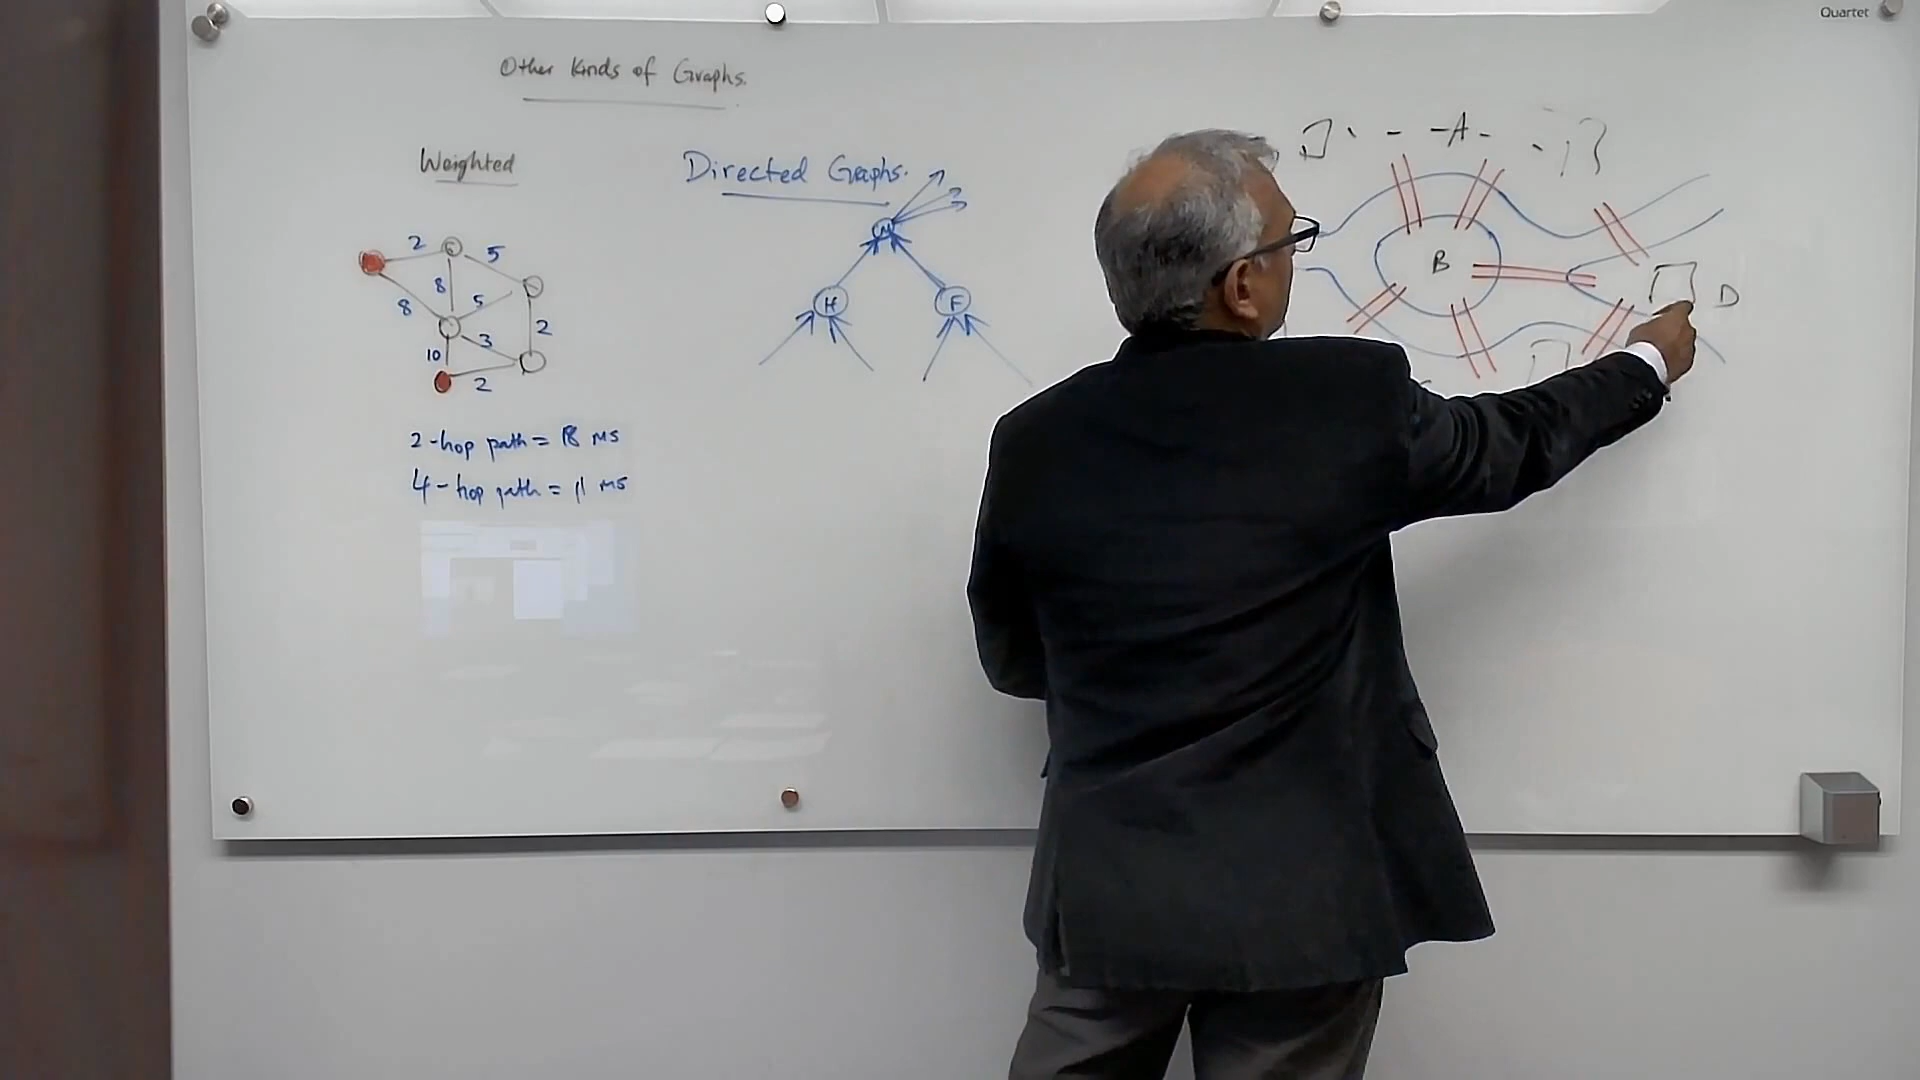 Quartet
Other Kinds of Graphs.
Weighted
2
5
8
8
5
3
2
10
2
2-hop path = 18 ms
4-hop path = 11 ms
Directed Graphs.
H
F
A
B
D